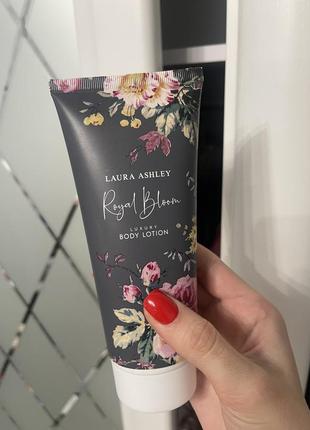 LAURA ASHLEY
Royal Bloom
LUXURY
BODY LOTION